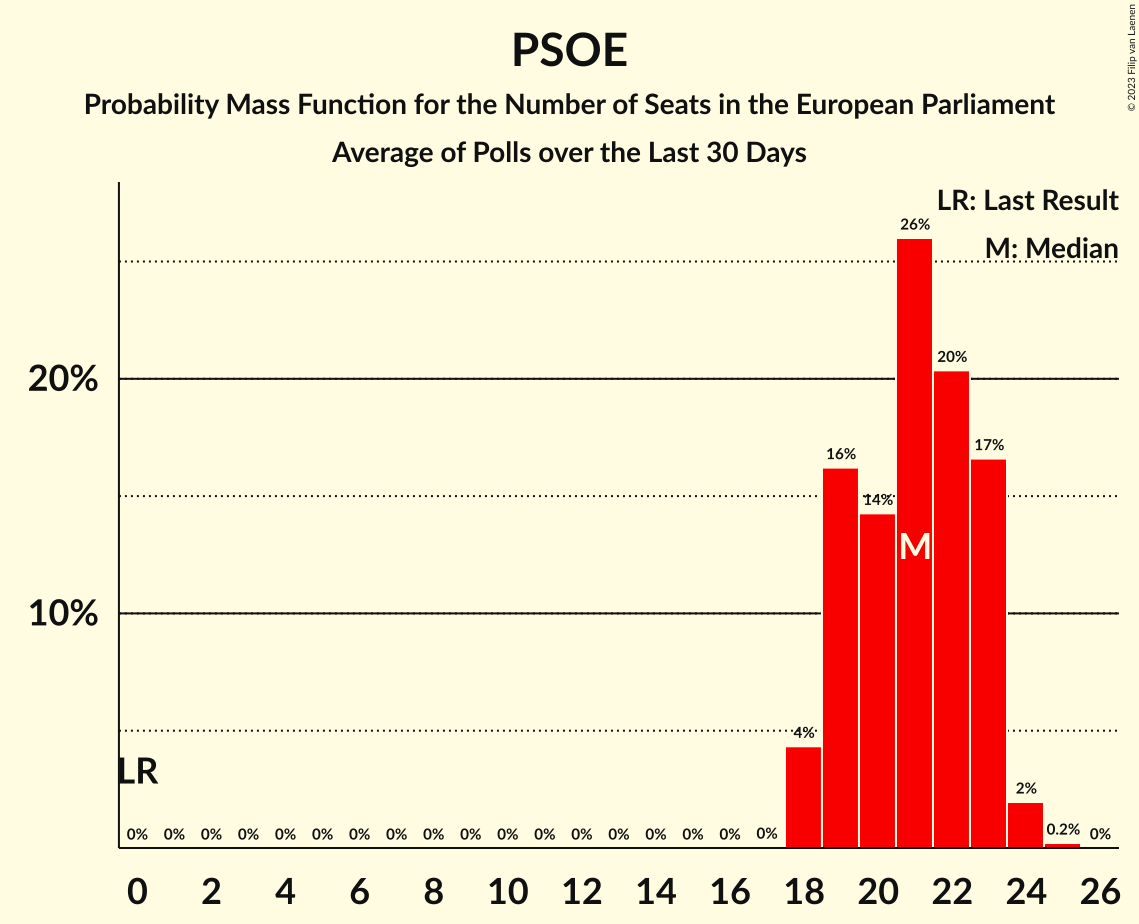 PSOE
Probability Mass Function for the Number of Seats in the European Parliament
Average of Polls over the Last 30 Days
© 2023 Filip van Laenen
LR: Last Result
M: Median
26%
20%
20%
17%
16%
14%
M
10%
4%
LR
2%
0% 0% 0% 0% 0% 0% 0% 0% 0% 0% 0% 0% 0% 0% 0% 0% 0% 0% 0.2% 0%
0 2 4 6 8 10 12 14 16 18 20 22 24 26